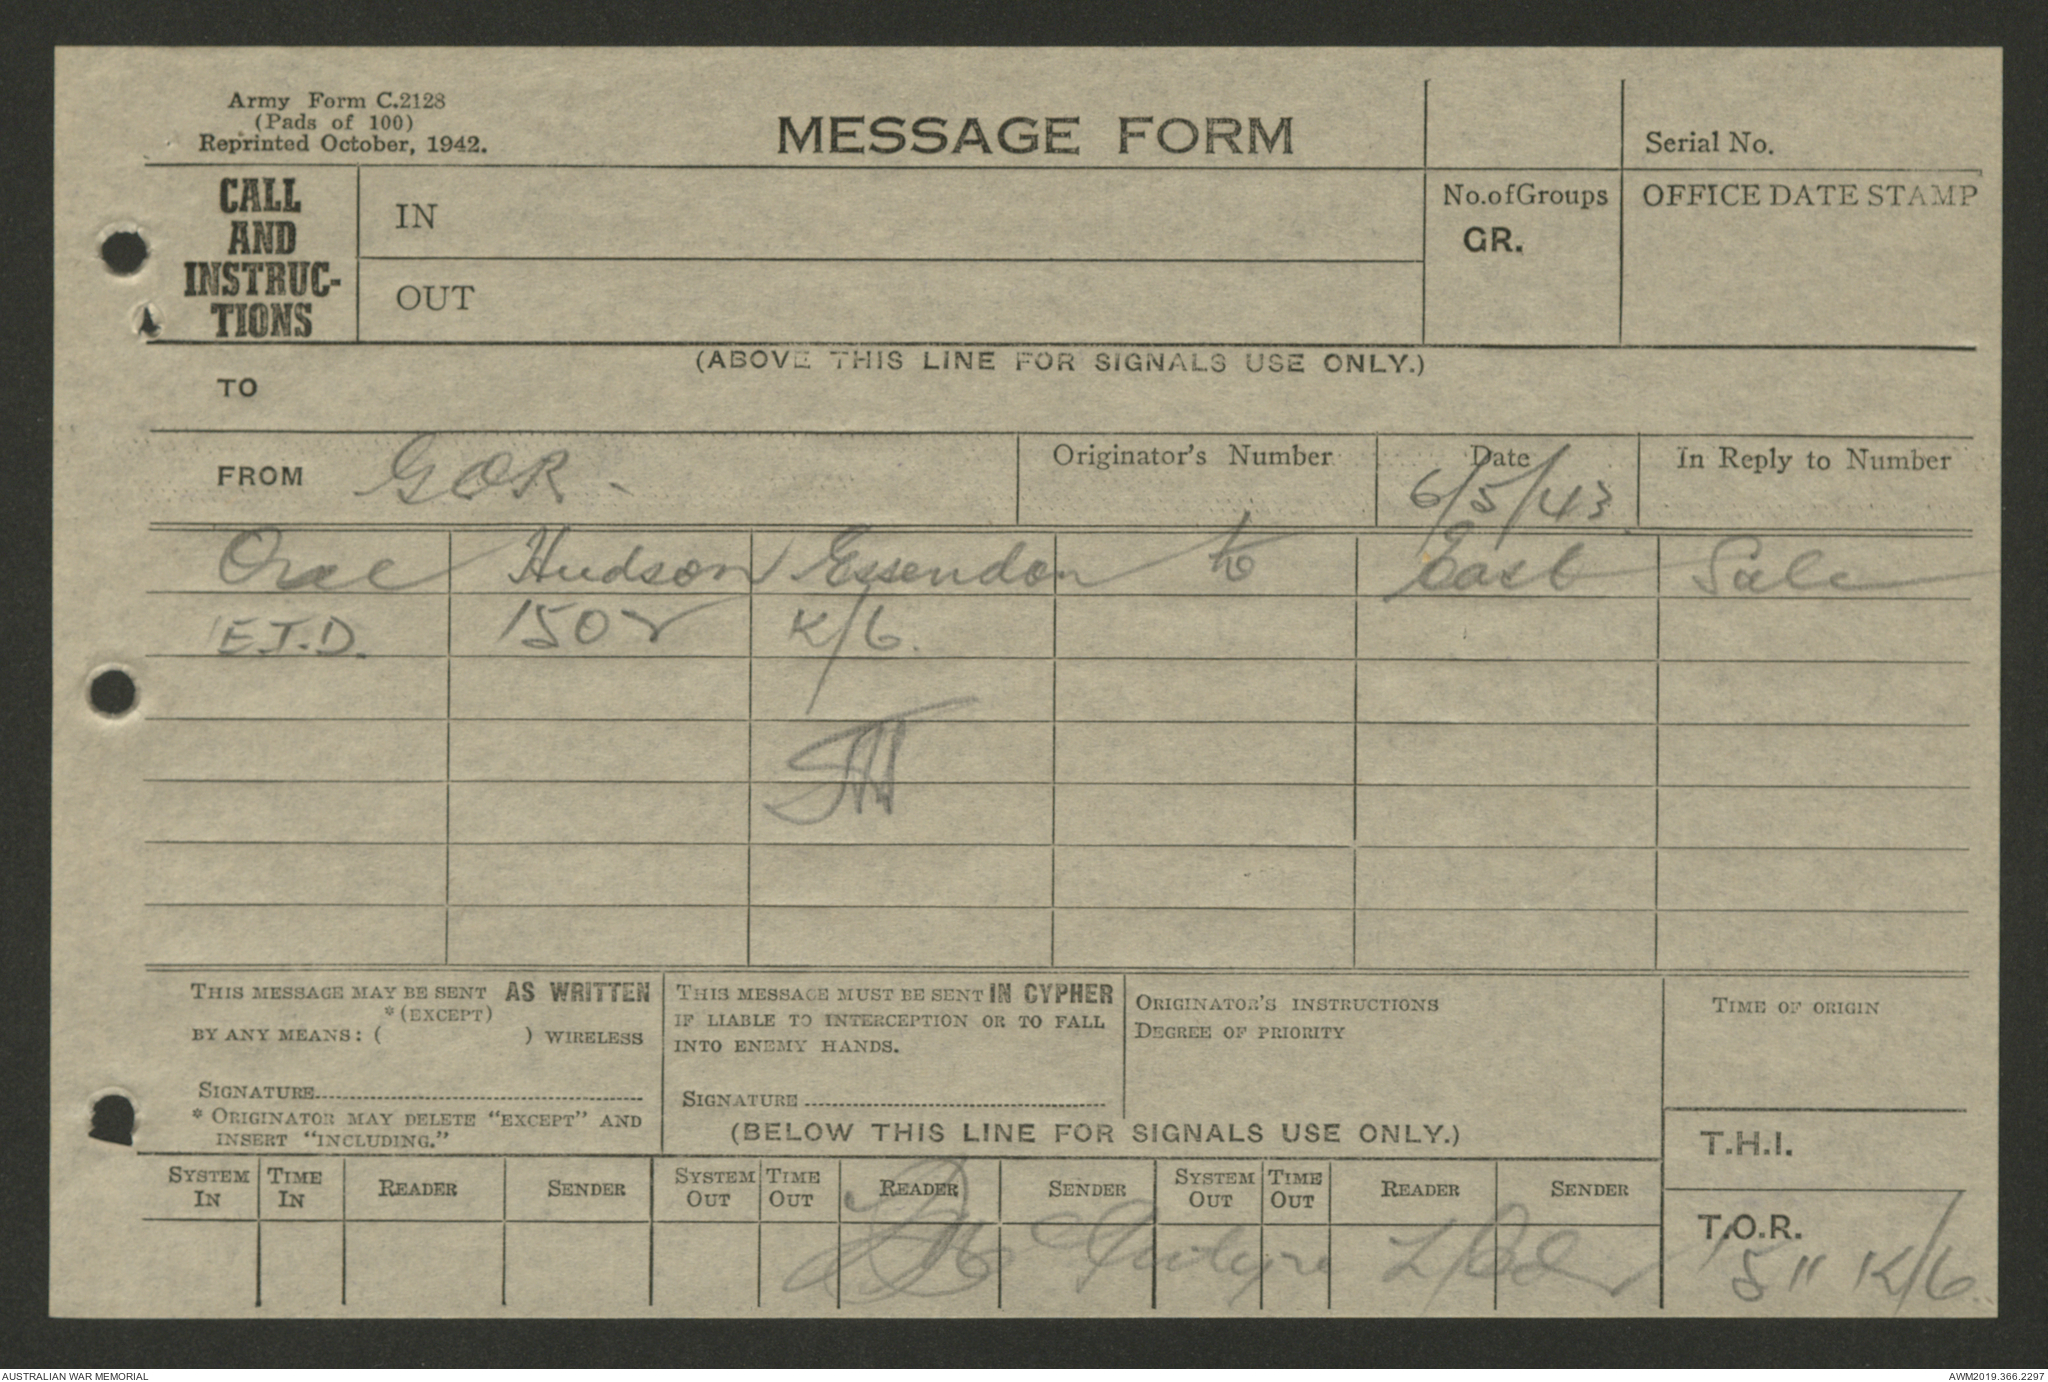 Army Form C.2128
(Pads of 100)
Reprinted October, 1942.
MESSAGE FORM
Serial No.
CALL
AND
INSTRUC-
TIONS
IN
OUT
No.ofGroups
GR.
OFFICE DATE STAMP
(ABOVE THIS LINE FOR SIGNALS USE ONLY.)
TO
FROM GOR -
Originator's Number
Date
6/5/43
In Reply to Number
One Hudson Essendon to East Sale
E.T.D. 1502 K/6.
THIS MESSAGE MAY BE SENT AS WRITTEN
*(EXCEPT)
BY ANY MEANS: ( ) WIRELESS
SIGNATURE
* ORIGINATOR MAY DELETE "EXCEPT" AND
INSERT "INCLUDING."
THIS MESSAGE MUST BE SENT IN CYPHER
IF LIABLE TO INTERCEPTION OR TO FALL
INTO ENEMY HANDS.
SIGNATURE
ORIGINATOR'S INSTRUCTIONS
DEGREE OF PRIORITY
TIME OF ORIGIN
(BELOW THIS LINE FOR SIGNALS USE ONLY.)
T.H.I.
SYSTEM IN
TIME IN
READER
SENDER
SYSTEM OUT
TIME OUT
READER
SENDER
SYSTEM OUT
TIME OUT
READER
SENDER
T.O.R.
1511 K/6.
AUSTRALIAN WAR MEMORIAL
AWM2019.366.2297